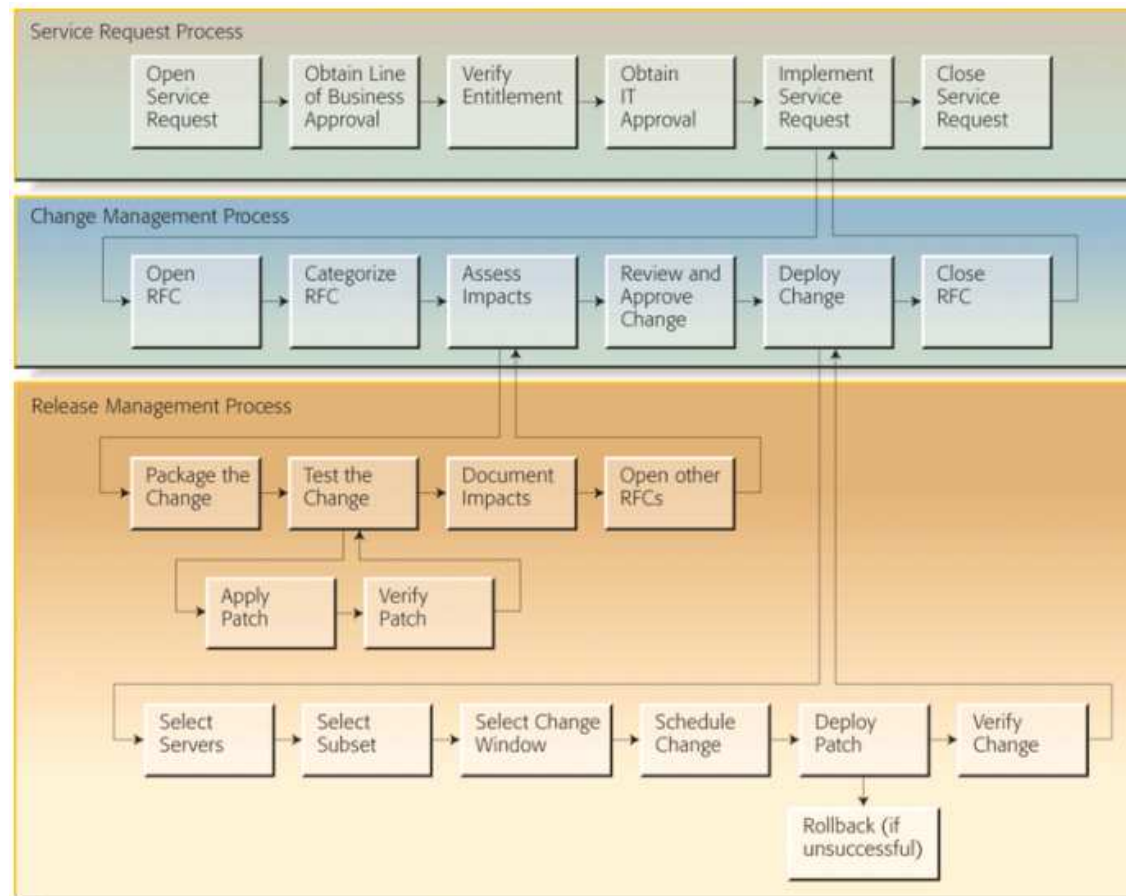 Service Request Process
Open
Service
Request
Obtain Line
of Business
Approval
Verify
Entitlement
Obtain
IT
Approval
Implement
Service
Request
Close
Service
Request
Change Management Process
Open
RFC
Categorize
RFC
Assess
Impacts
Review and
Approve
Change
Deploy
Change
Close
RFC
Release Management Process
Package the
Change
Test the
Change
Document
Impacts
Open other
RFCs
Apply
Patch
Verify
Patch
Select
Servers
Select
Subset
Select Change
Window
Schedule
Change
Deploy
Patch
Verify
Change
Rollback (if
unsuccessful)